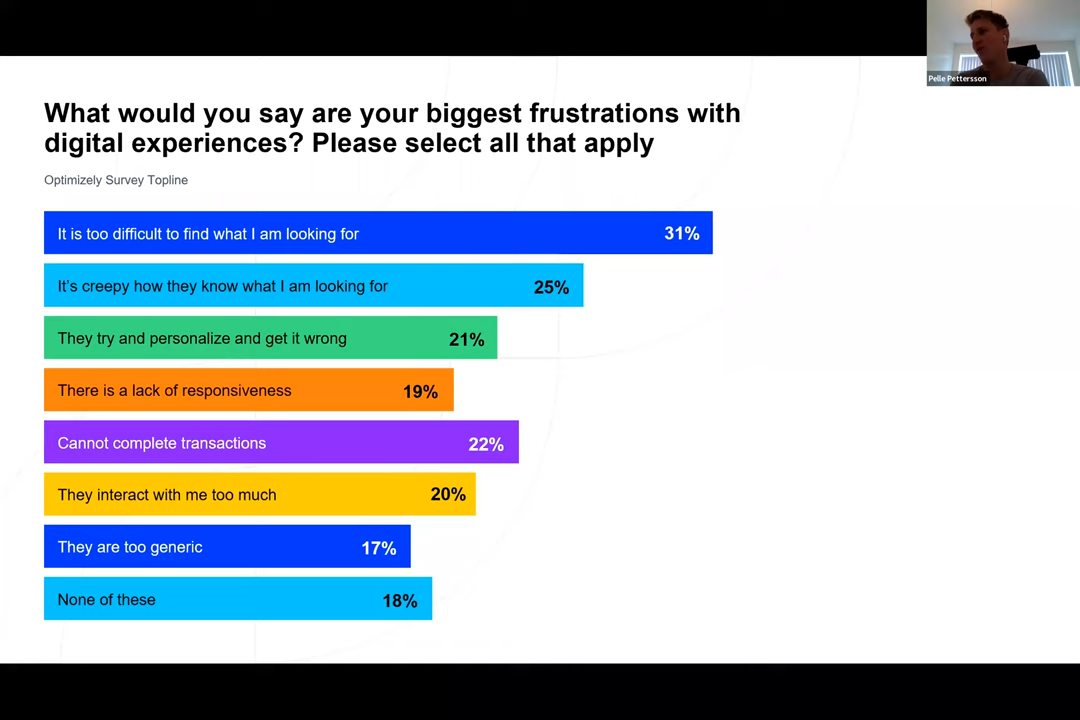 Pelle Pettersson
What would you say are your biggest frustrations with
digital experiences? Please select all that apply
Optimizely Survey Topline
It is too difficult to find what I am looking for 31%
It's creepy how they know what I am looking for 25%
They try and personalize and get it wrong 21%
There is a lack of responsiveness 19%
Cannot complete transactions 22%
They interact with me too much 20%
They are too generic 17%
None of these 18%